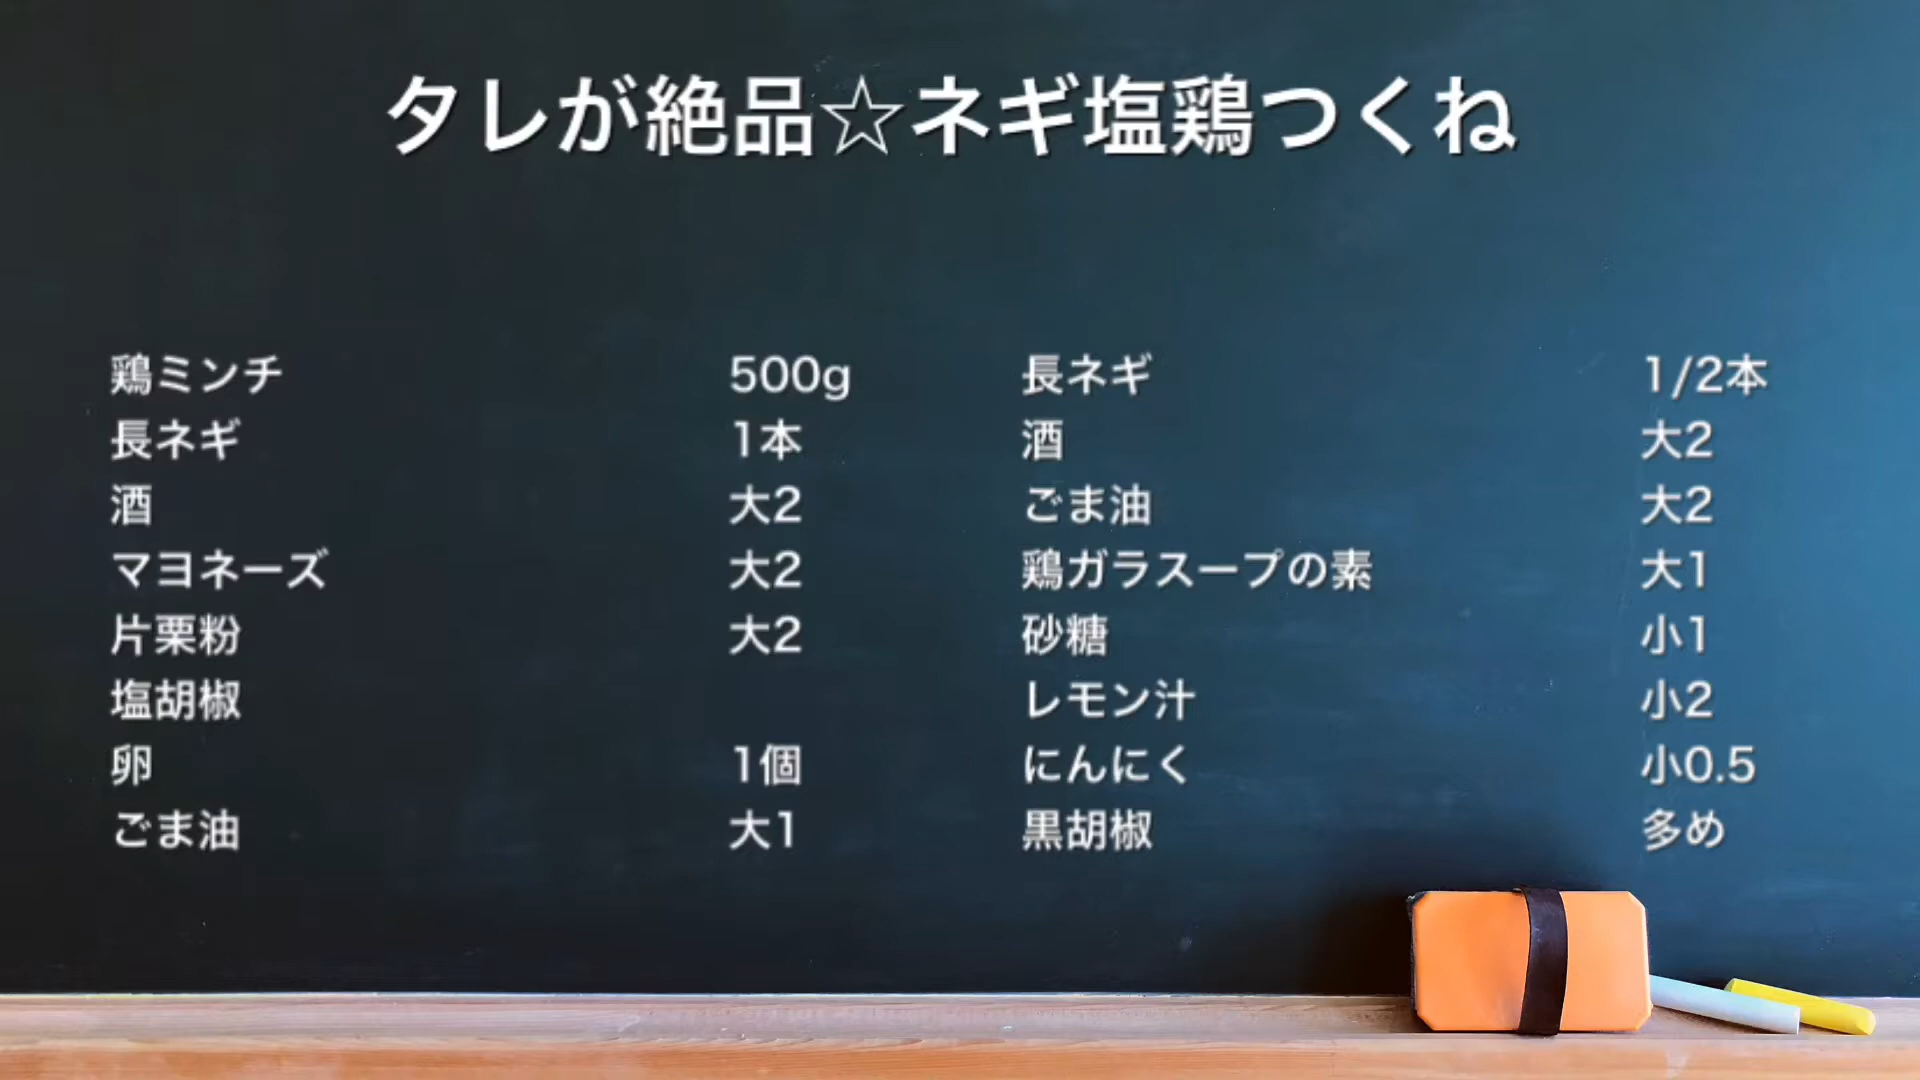 タレが絶品☆ネギ塩鶏つくね
鶏ミンチ 500g
長ネギ 1本
酒 大2
マヨネーズ 大2
片栗粉 大2
塩胡椒
卵 1個
ごま油 大1
長ネギ 1/2本
酒 大2
ごま油 大2
鶏ガラスープの素 大1
砂糖 小1
レモン汁 小2
にんにく 小0.5
黒胡椒 多め